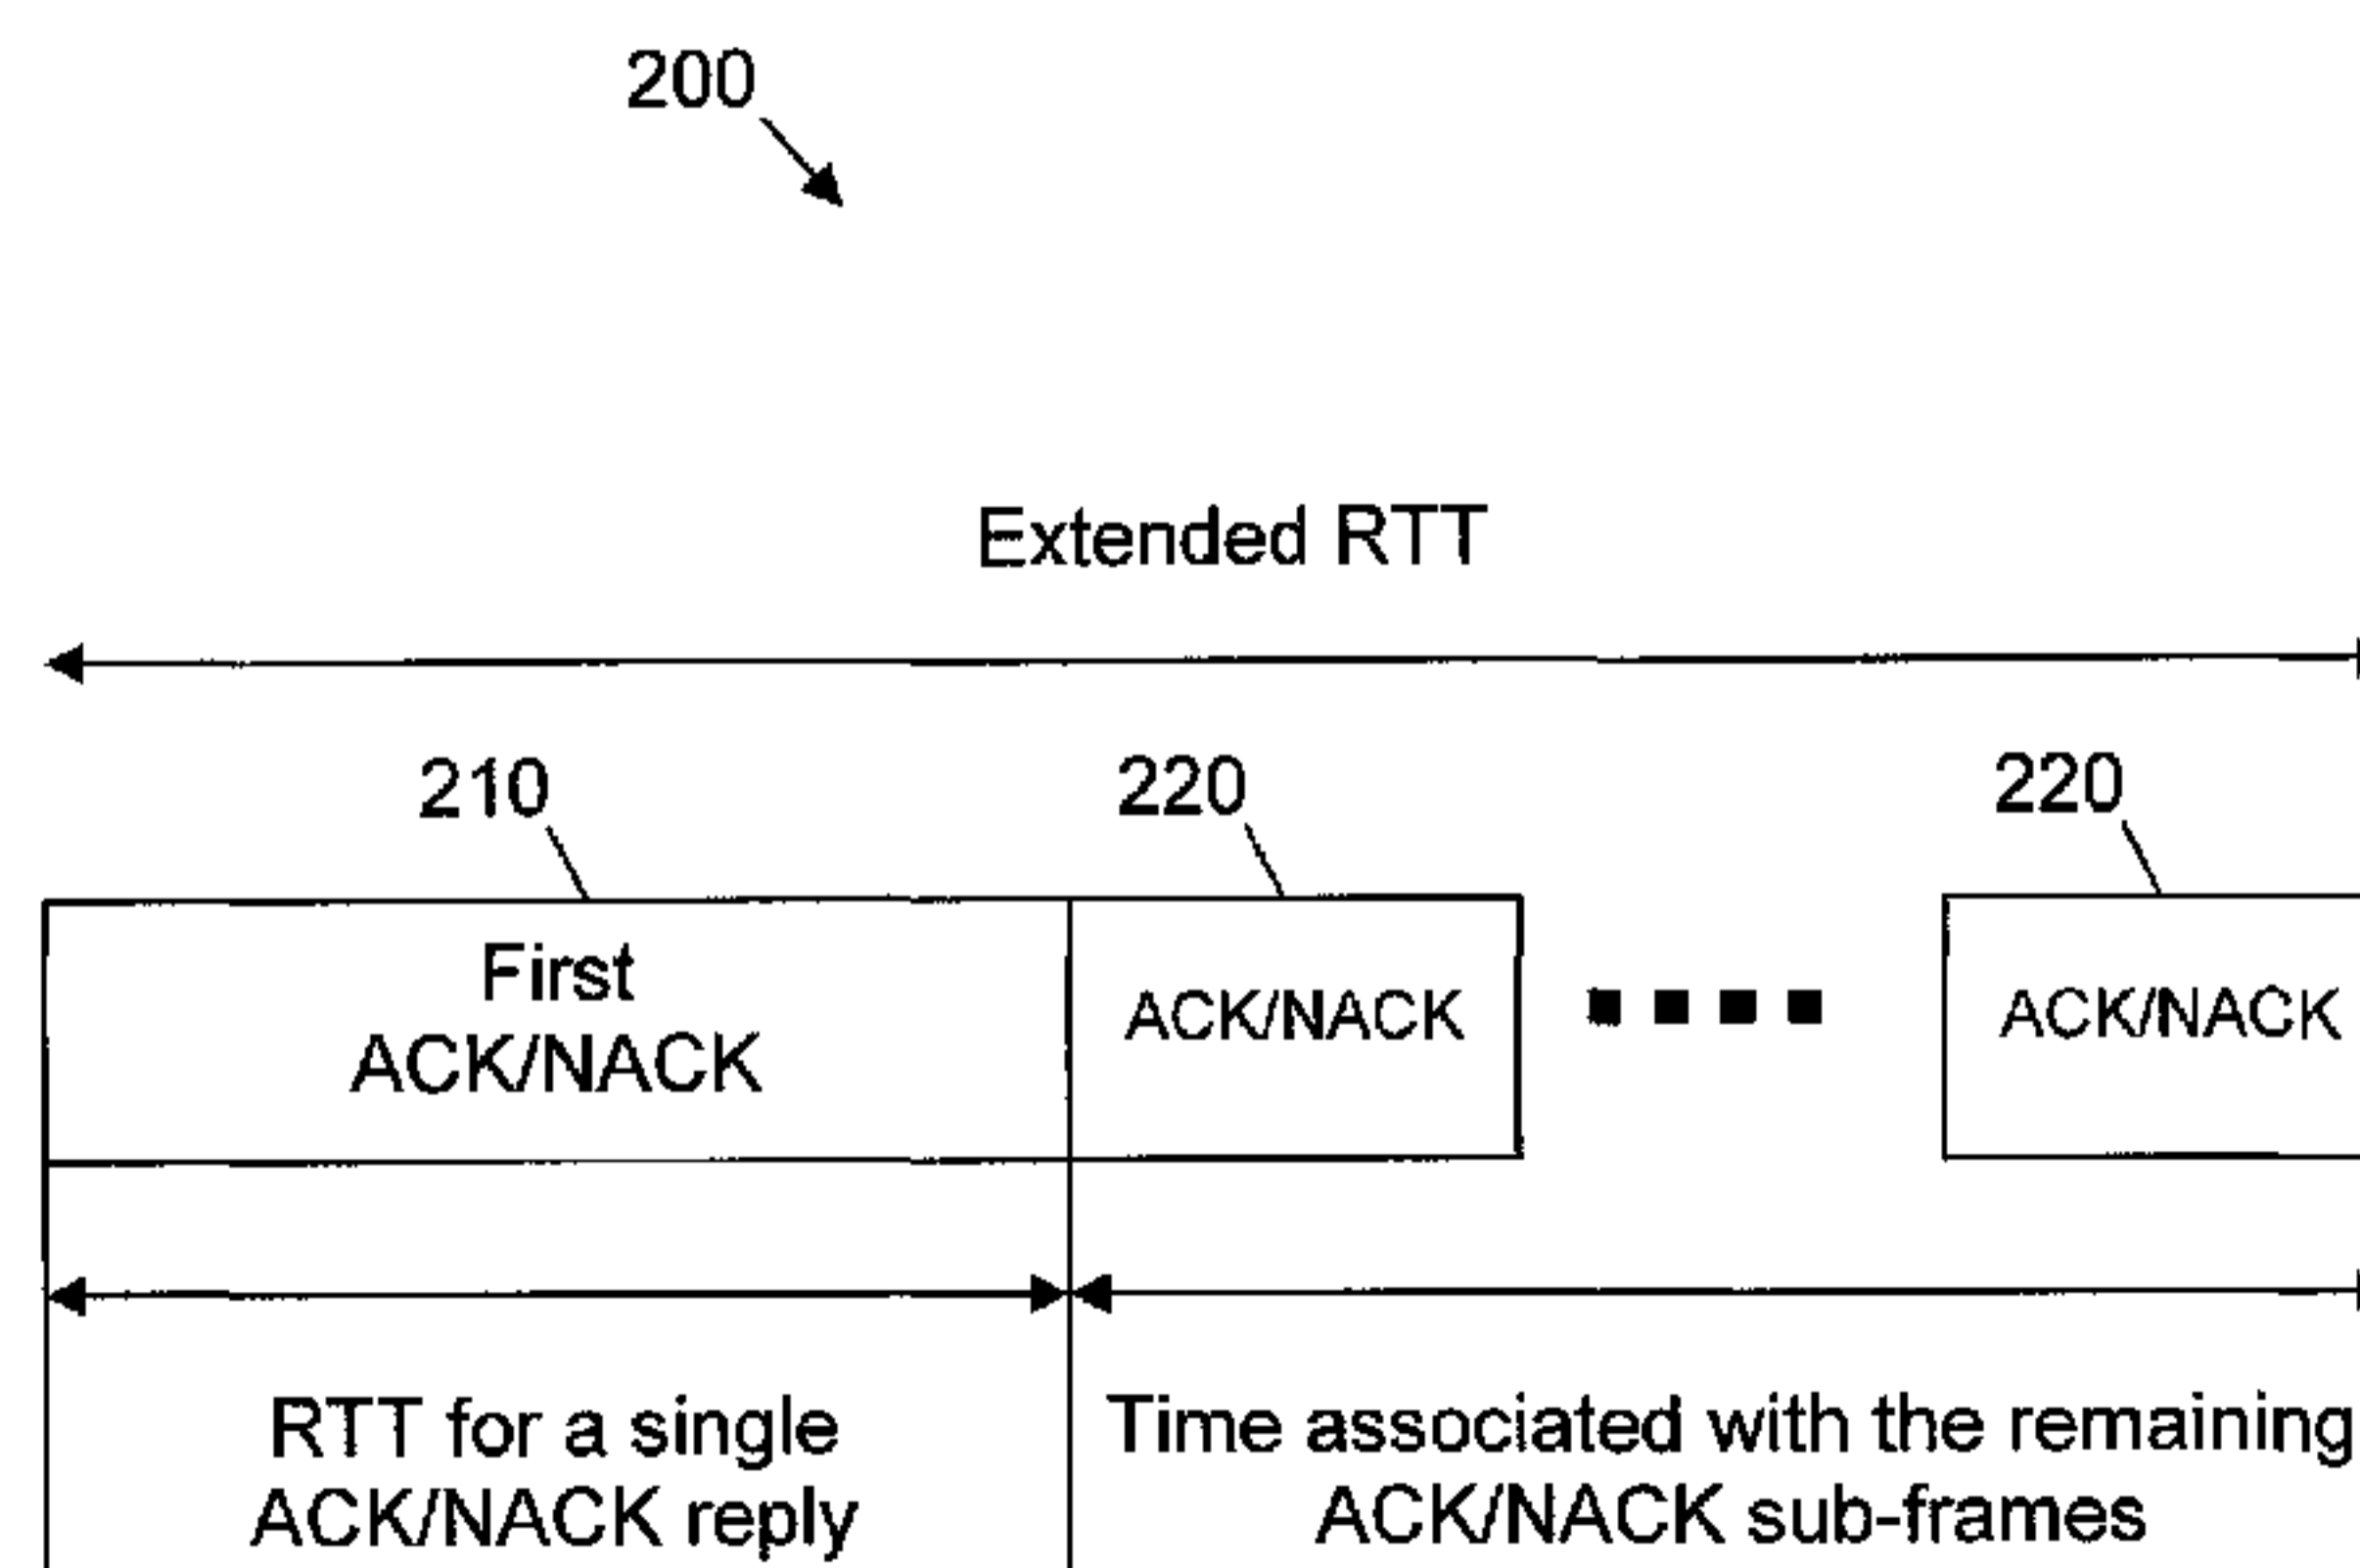 200
Extended RTT
210
220
220
First
ACK/NACK
ACK/NACK
ACK/NACK
RTT for a single
ACK/NACK reply
Time associated with the remaining
ACK/NACK sub-frames